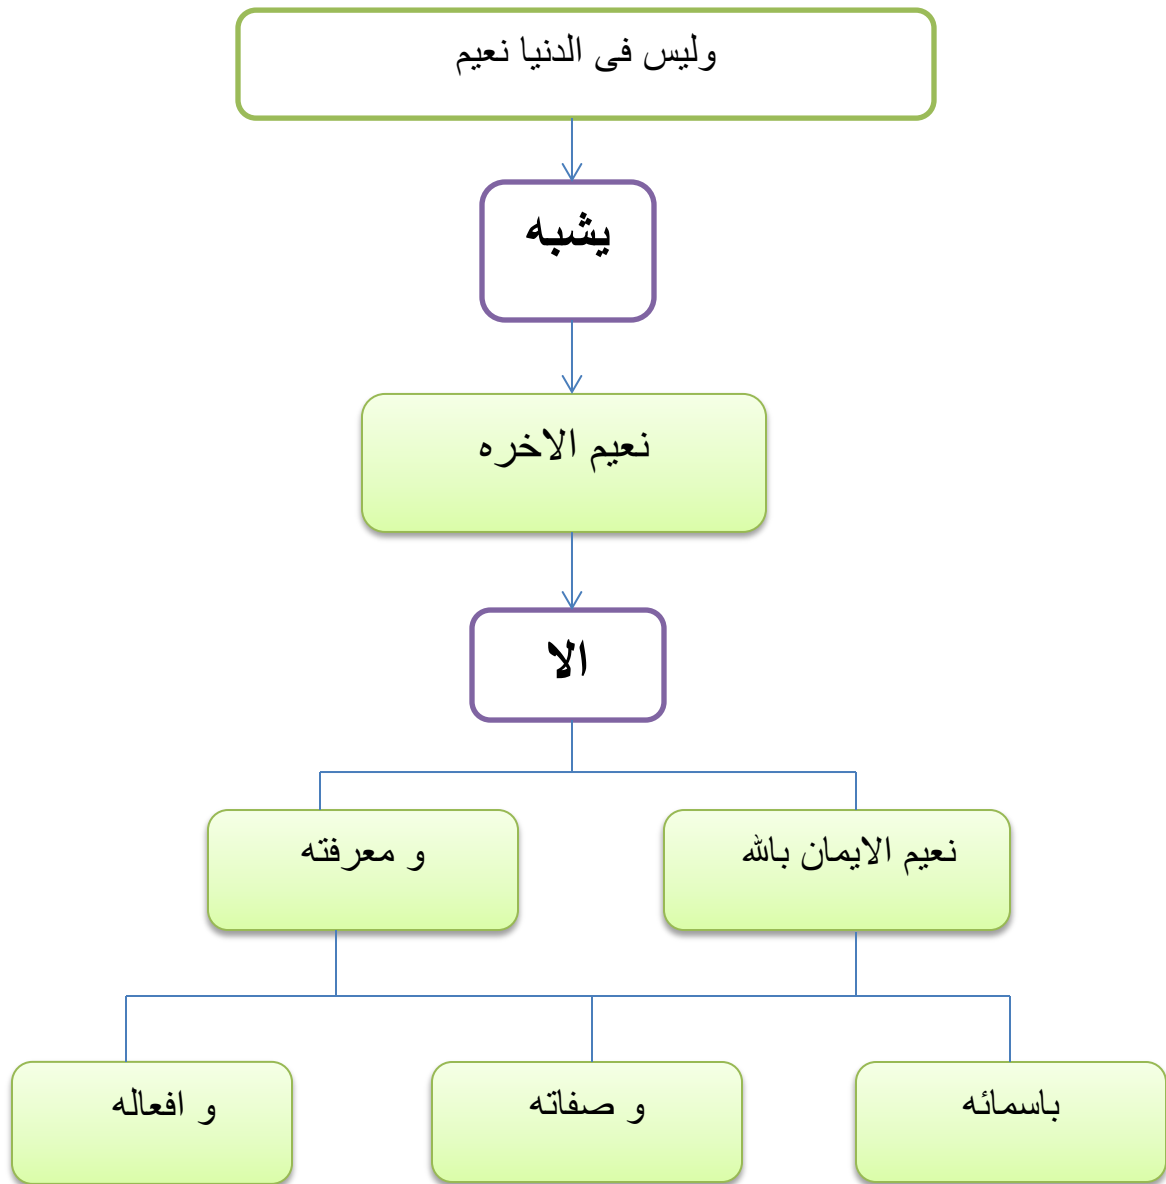 وليس فى الدنيا نعيم
يشبه
نعيم الاخره
الا
نعيم الايمان بالله
و معرفته
باسمائه
و صفاته
و افعاله